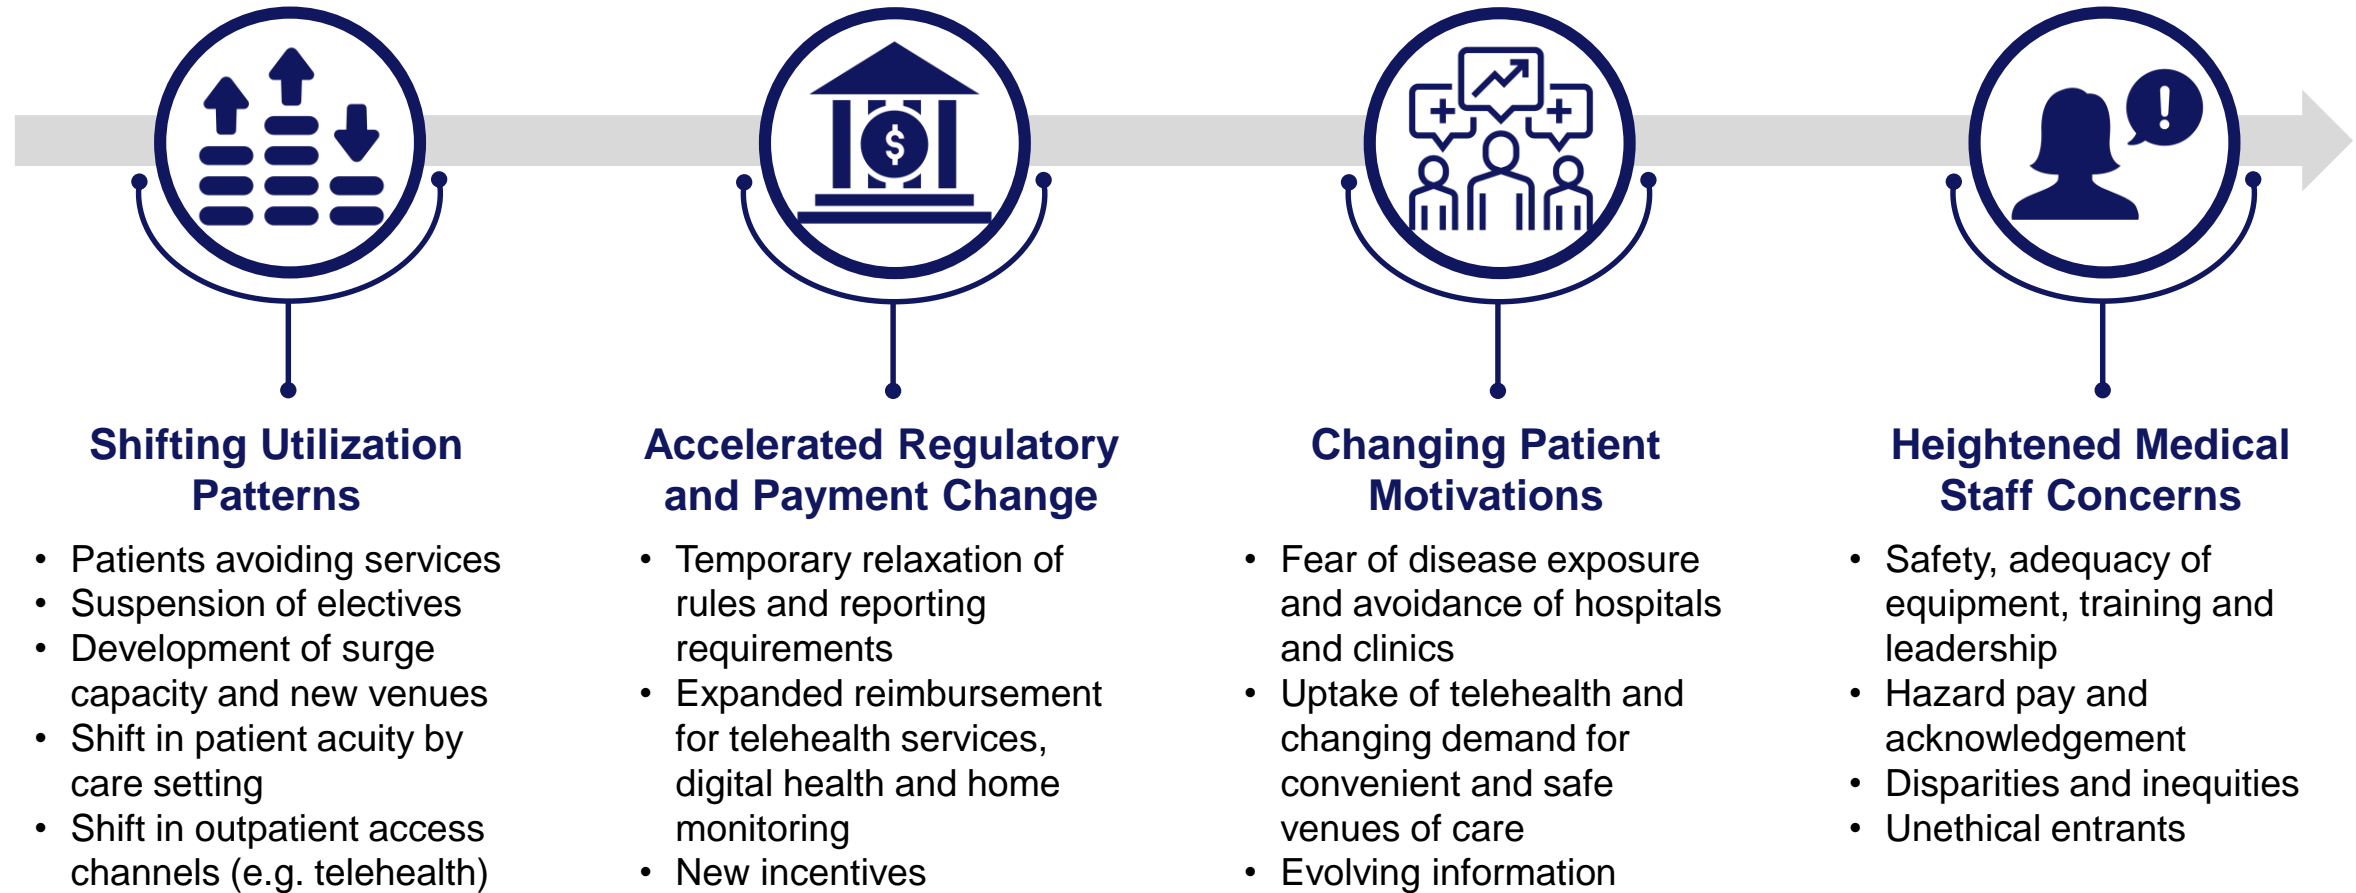 $
!
Shifting Utilization
Patterns
• Patients avoiding services
• Suspension of electives
• Development of surge
capacity and new venues
• Shift in patient acuity by
care setting
• Shift in outpatient access
channels (e.g. telehealth)
Accelerated Regulatory
and Payment Change
• Temporary relaxation of
rules and reporting
requirements
• Expanded reimbursement
for telehealth services,
digital health and home
monitoring
• New incentives
Changing Patient
Motivations
• Fear of disease exposure
and avoidance of hospitals
and clinics
• Uptake of telehealth and
changing demand for
convenient and safe
venues of care
• Evolving information
Heightened Medical
Staff Concerns
• Safety, adequacy of
equipment, training and
leadership
• Hazard pay and
acknowledgement
• Disparities and inequities
• Unethical entrants